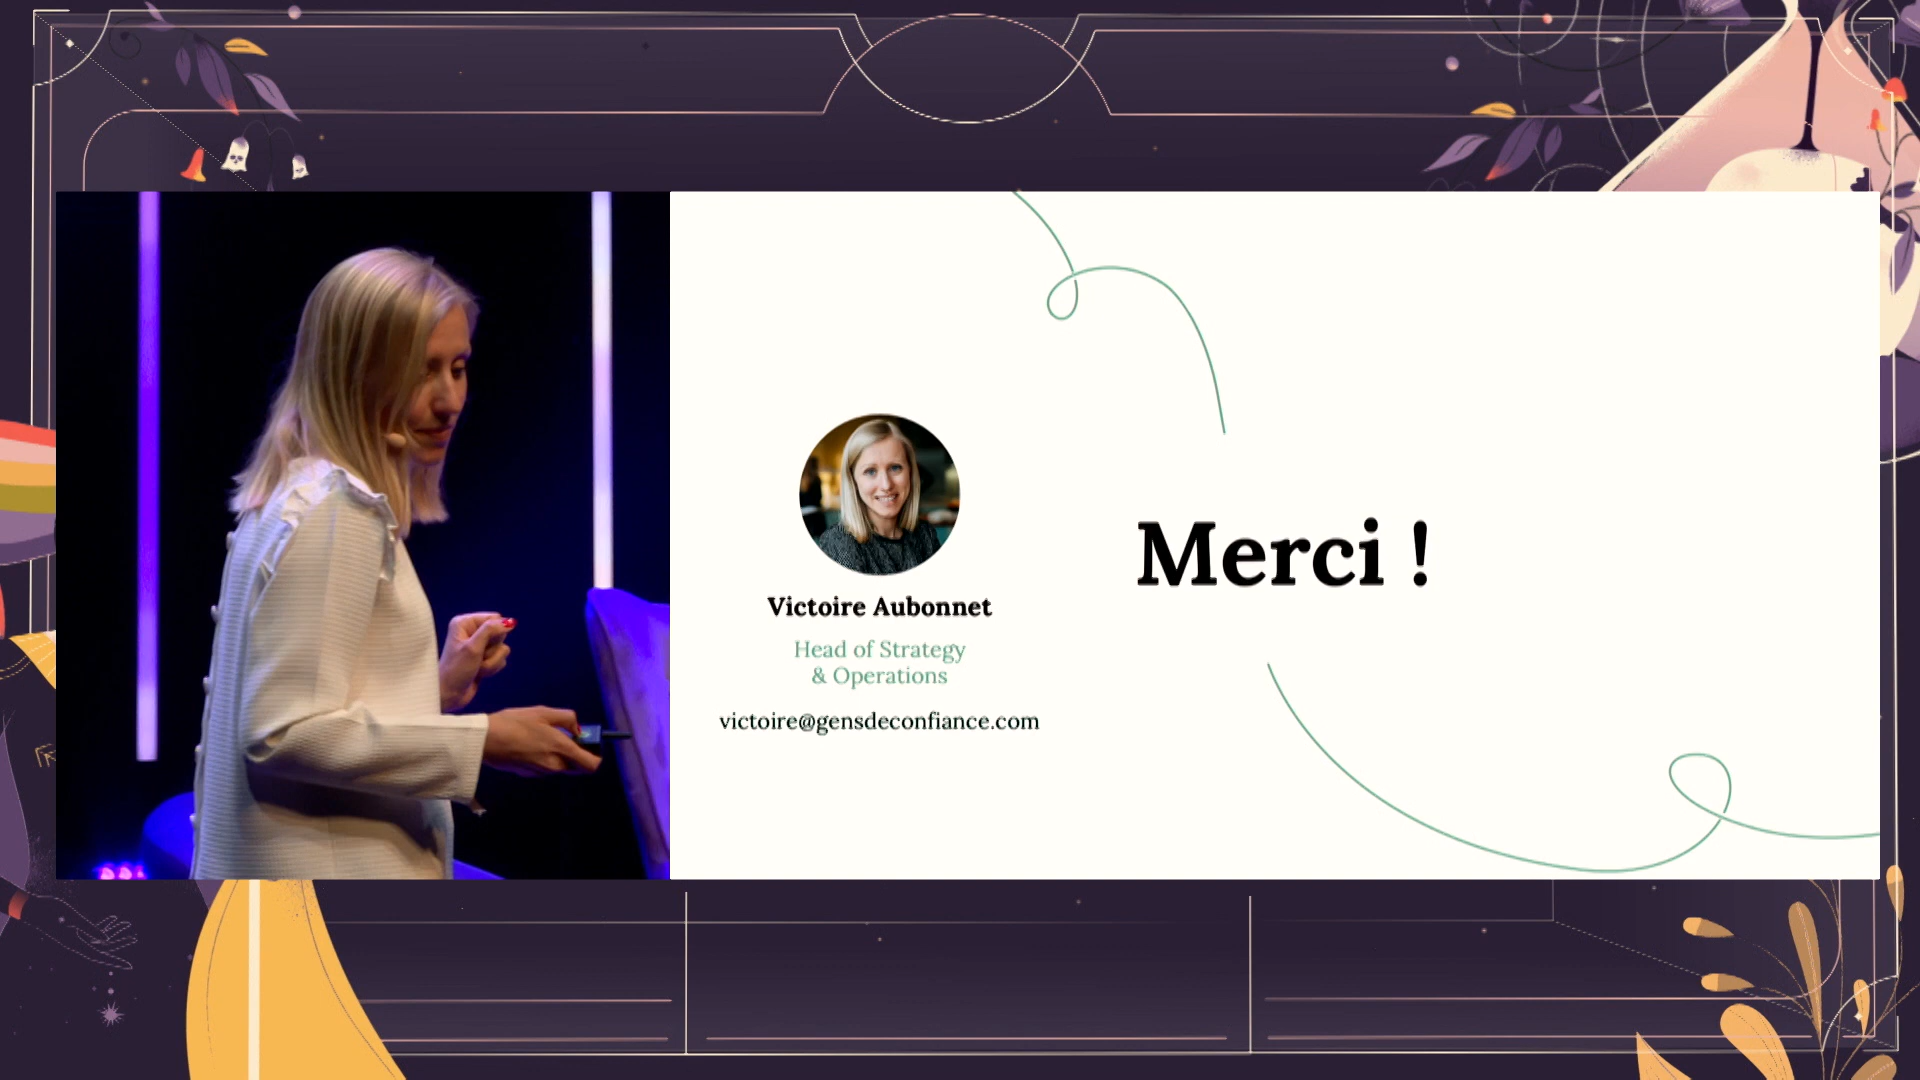 Victoire Aubonnet
Head of Strategy
& Operations
victoire@gensdeconfiance.com
Merci !